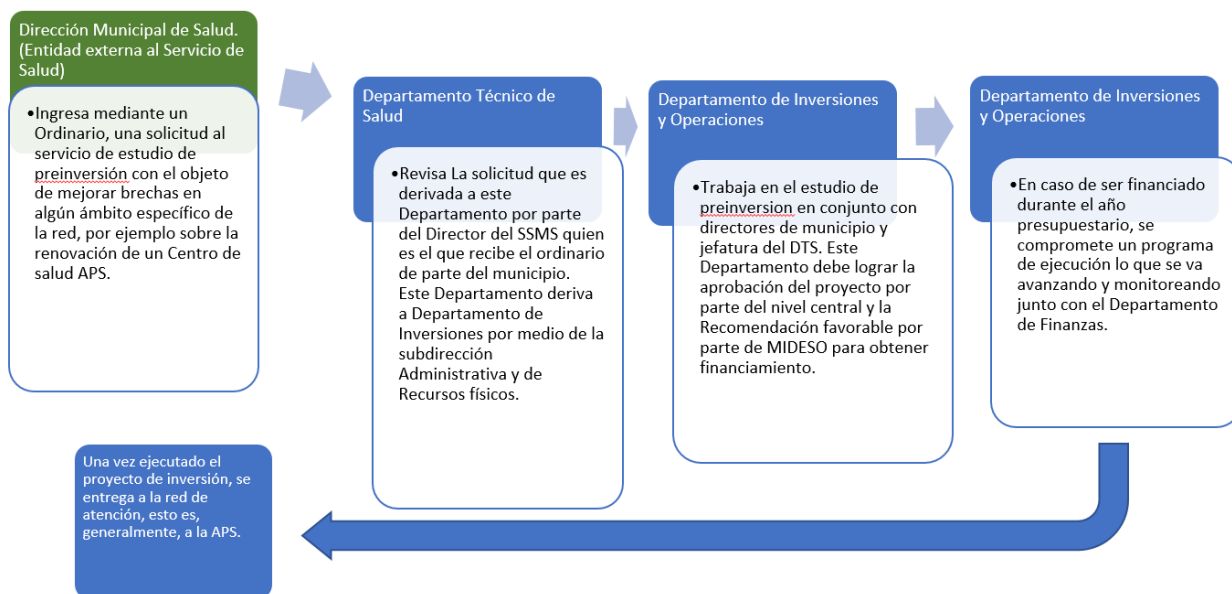 Dirección Municipal de Salud.
(Entidad externa al Servicio de
Salud)
•Ingresa mediante un
Ordinario, una solicitud al
servicio de estudio de
preinversión con el objeto
de mejorar brechas en
algún ámbito específico de
la red, por ejemplo sobre la
renovación de un Centro de
salud APS.
Departamento Técnico de
Salud
•Revisa La solicitud que es
derivada a este
Departamento por parte
del Director del SSMS quien
es el que recibe el ordinario
de parte del municipio.
Este Departamento deriva
a Departamento de
Inversiones por medio de la
subdirección
Administrativa y de
Recursos físicos.
Departamento de Inversiones
y Operaciones
•Trabaja en el estudio de
preinversion en conjunto con
directores de municipio y
jefatura del DTS. Este
Departamento debe lograr la
aprobación del proyecto por
parte del nivel central y la
Recomendación favorable por
parte de MIDESO para obtener
financiamiento.
Departamento de Inversiones
y Operaciones
•En caso de ser financiado
durante el año
presupuestario, se
compromete un programa
de ejecución lo que se va
avanzando y monitoreando
junto con el Departamento
de Finanzas.
Una vez ejecutado el
proyecto de inversión, se
entrega a la red de
atención, esto es,
generalmente, a la APS.